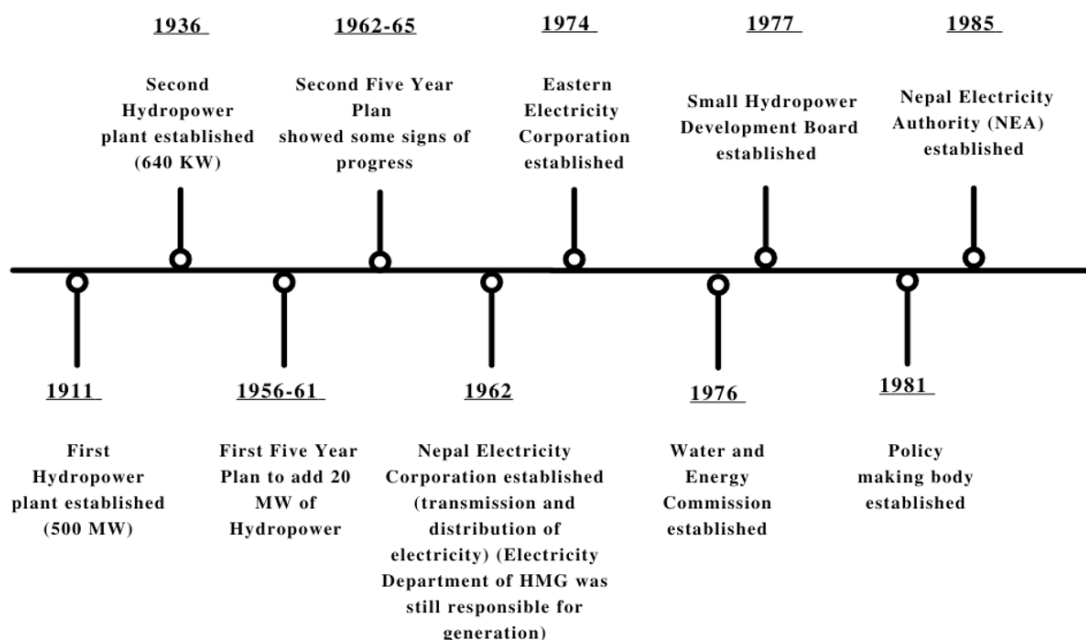 1936
Second
Hydropower
plant established
(640 KW)
1962-65
Second Five Year
Plan
showed some signs of
progress
1974
Eastern
Electricity
Corporation
established
1977
Small Hydropower
Development Board
established
1985
Nepal Electricity
Authority (NEA)
established
1911
First
Hydropower
plant established
(500 MW)
1956-61
First Five Year
Plan to add 20
MW of
Hydropower
1962
Nepal Electricity
Corporation established
(transmission and
distribution of
electricity) (Electricity
Department of HMG was
still responsible for
generation)
1976
Water and
Energy
Commission
established
1981
Policy
making body
established